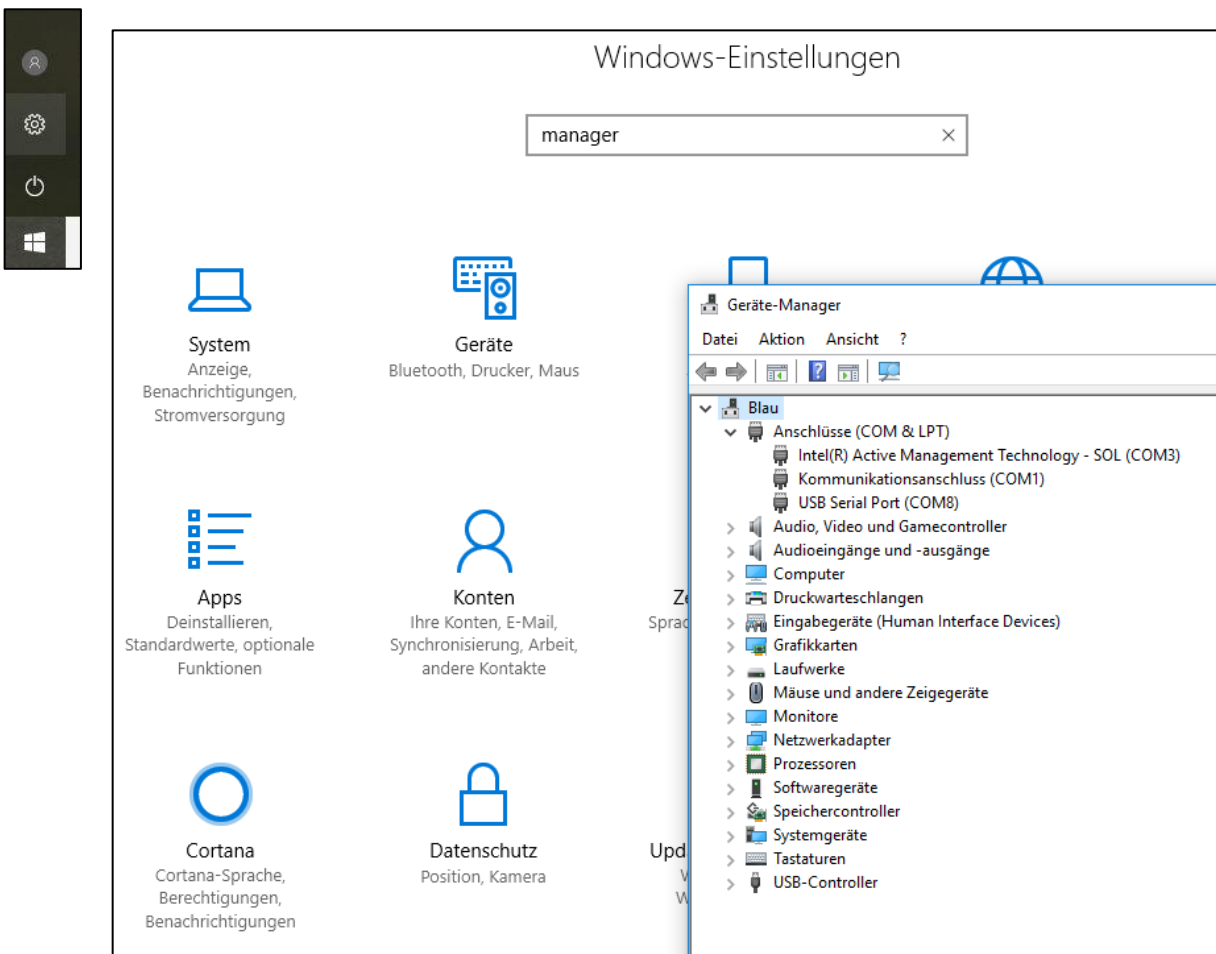 Windows-Einstellungen
manager
System
Anzeige,
Benachrichtigungen,
Stromversorgung
Geräte
Bluetooth, Drucker, Maus
Apps
Deinstallieren,
Standardwerte, optionale
Funktionen
Konten
Ihre Konten, E-Mail,
Synchronisierung, Arbeit,
andere Kontakte
Cortana
Cortana-Sprache,
Berechtigungen,
Benachrichtigungen
Datenschutz
Position, Kamera
Geräte-Manager
Datei Aktion Ansicht ?
Blau
Anschlüsse (COM & LPT)
Intel(R) Active Management Technology - SOL (COM3)
Kommunikationsanschluss (COM1)
USB Serial Port (COM8)
Audio, Video und Gamecontroller
Audioeingänge und -ausgänge
Computer
Druckwarteschlangen
Eingabegeräte (Human Interface Devices)
Grafikkarten
Laufwerke
Mäuse und andere Zeigegeräte
Monitore
Netzwerkadapter
Prozessoren
Softwaregeräte
Speichercontroller
Systemgeräte
Tastaturen
USB-Controller